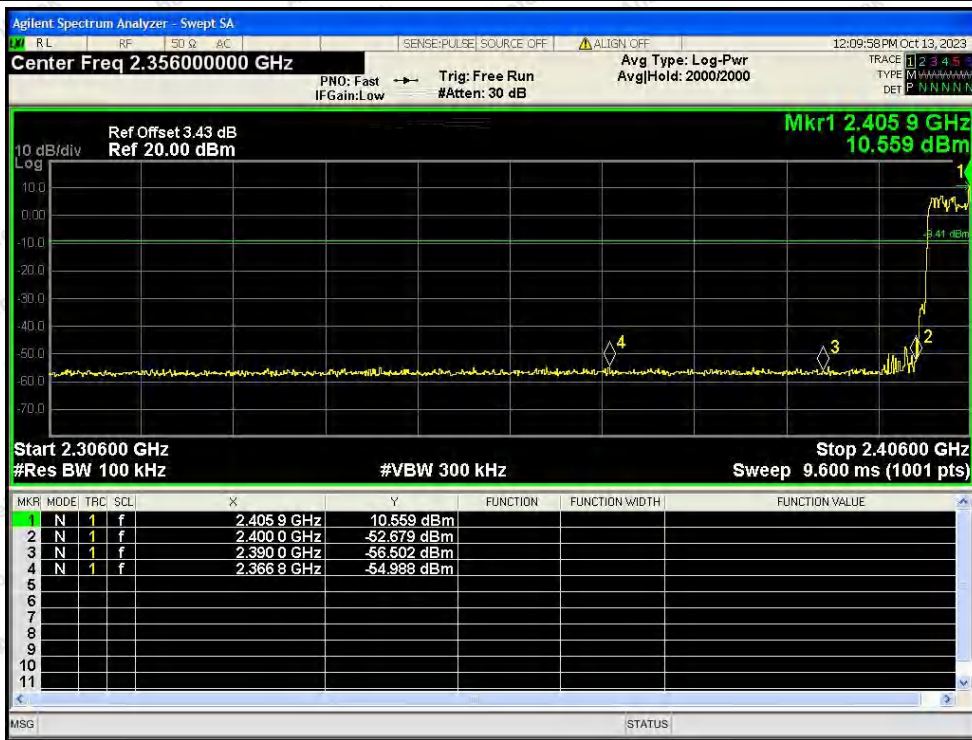 Agilent Spectrum Analyzer - Swept SA
RL RF 50 Ω AC SENSE:PULSE SOURCE OFF ALIGN OFF 12:09:58 PM Oct 13, 2023
Center Freq 2.356000000 GHz
PNO: Fast
IFGain:Low
Trig: Free Run
#Atten: 30 dB
Avg Type: Log-Pwr
Avg|Hold: 2000/2000
TRACE 1 2 3 4 5
TYPE M
DET P N N N N N
Mkr1 2.405 9 GHz
10.559 dBm
Ref Offset 3.43 dB
10 dB/div Ref 20.00 dBm
Log
1
10.0
0.00
-9.41 dBm
-10.0
-20.0
-30.0
-40.0
4
3
2
-50.0
-60.0
-70.0
Start 2.30600 GHz Stop 2.40600 GHz
#Res BW 100 kHz #VBW 300 kHz Sweep 9.600 ms (1001 pts)
MKR MODE TRC SCL X Y FUNCTION FUNCTION WIDTH FUNCTION VALUE
1 N 1 f 2.405 9 GHz 10.559 dBm
2 N 1 f 2.400 0 GHz -52.679 dBm
3 N 1 f 2.390 0 GHz -56.502 dBm
4 N 1 f 2.366 8 GHz -54.988 dBm
5
6
7
8
9
10
11
MSG STATUS